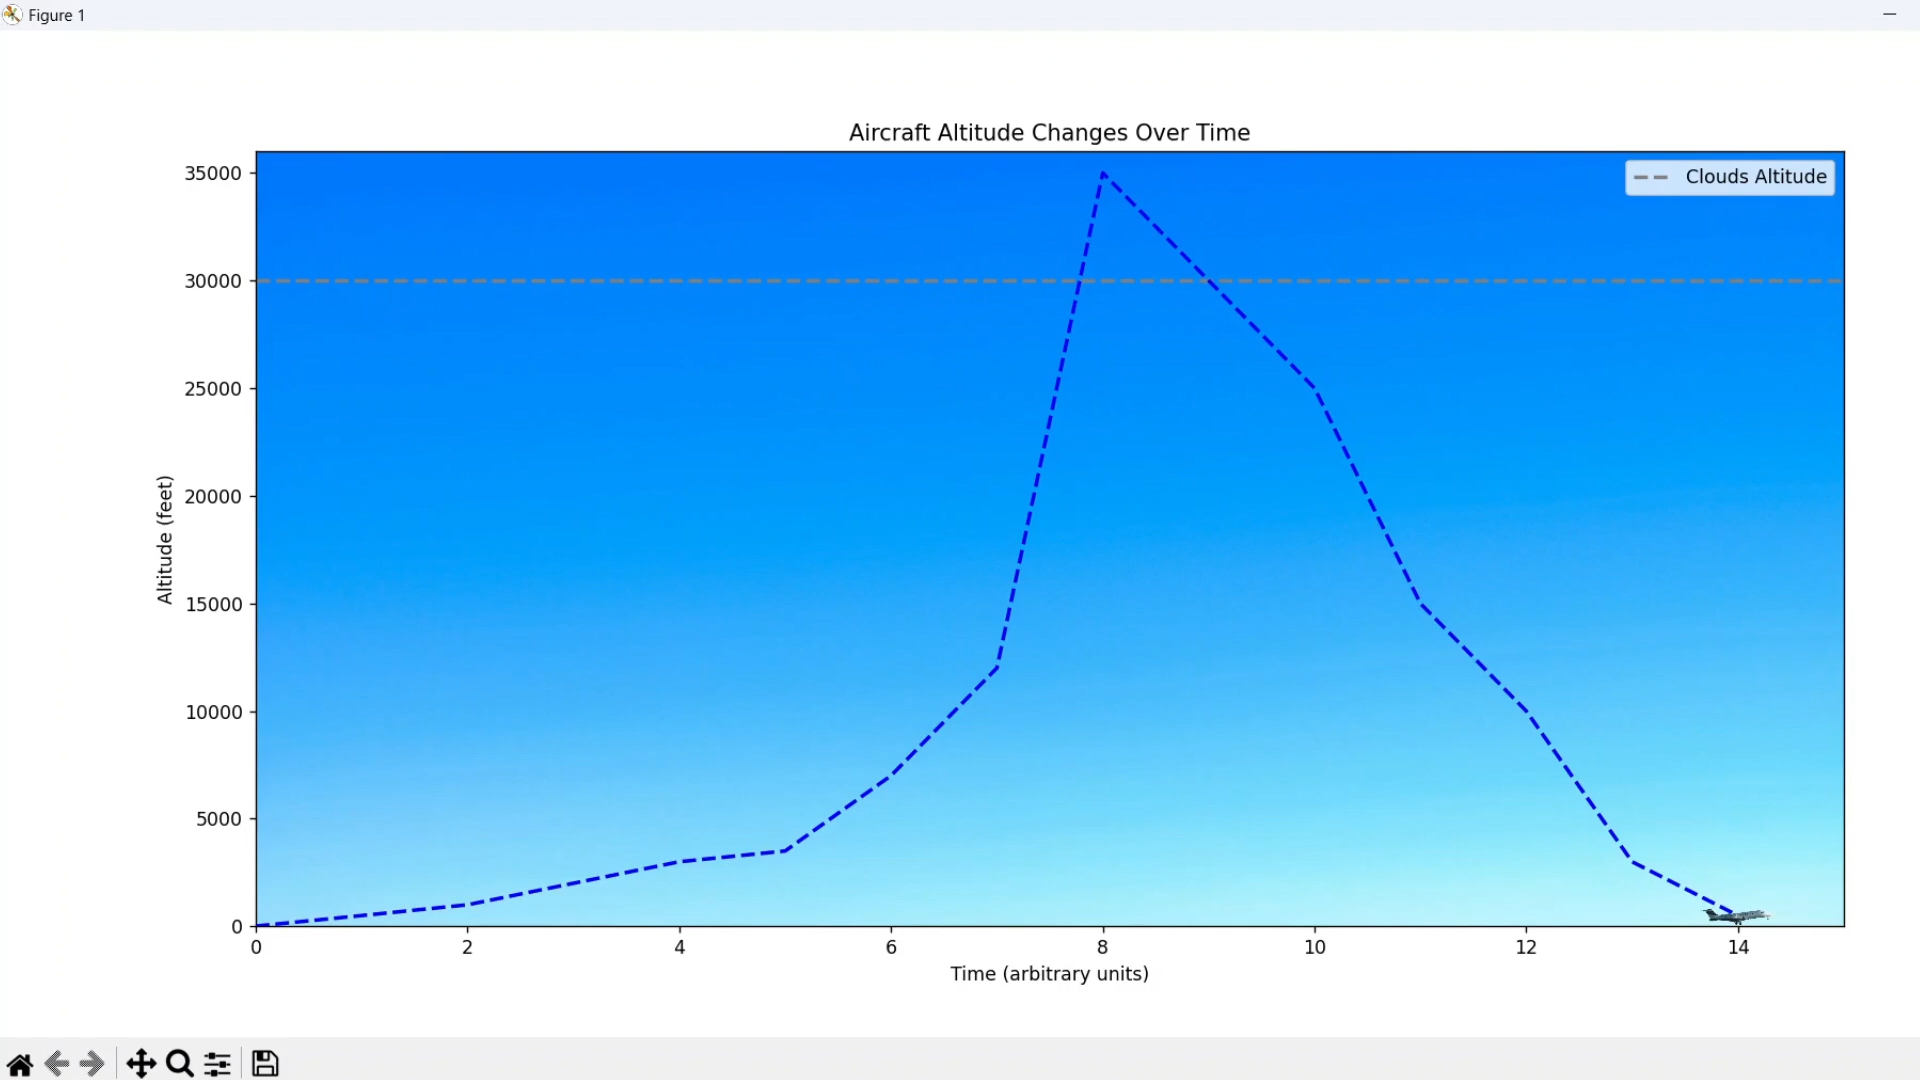 Figure 1
Aircraft Altitude Changes Over Time
Clouds Altitude
Altitude (feet)
35000
30000
25000
20000
15000
10000
5000
0
0 2 4 6 8 10 12 14
Time (arbitrary units)